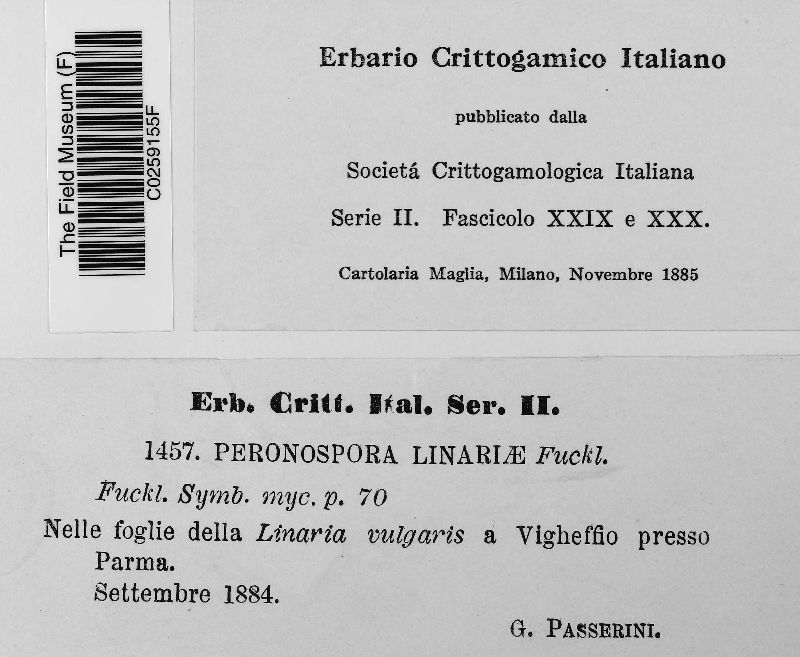 The Field Museum (F)
C0259155F
Erbario Crittogamico Italiano
pubblicato dalla
Societá Crittogamologica Italiana
Serie II. Fascicolo XXIX e XXX.
Cartolaria Maglia, Milano, Novembre 1885
Erb. Critt. Ital. Ser. II.
1457. PERONOSPORA LINARIÆ Fuckl.
Fuckl. Symb. myc. p. 70
Nelle foglie della Linaria vulgaris a Vigheffio presso
Parma.
Settembre 1884.
G. PASSERINI.